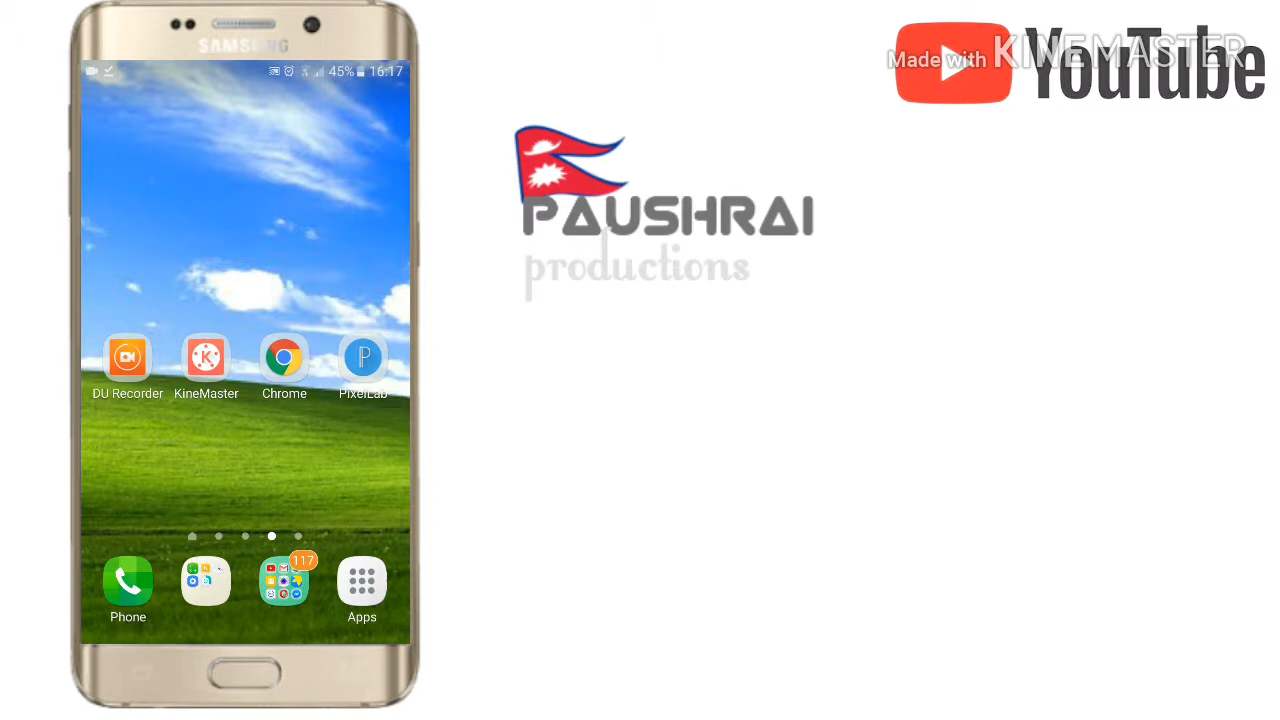 SAMSUNG
45% 16:17
DU Recorder
KineMaster
Chrome
PixelLab
117
Phone
Apps
PAUSHRAI
productions
YouTube
Made with KINEMASTER